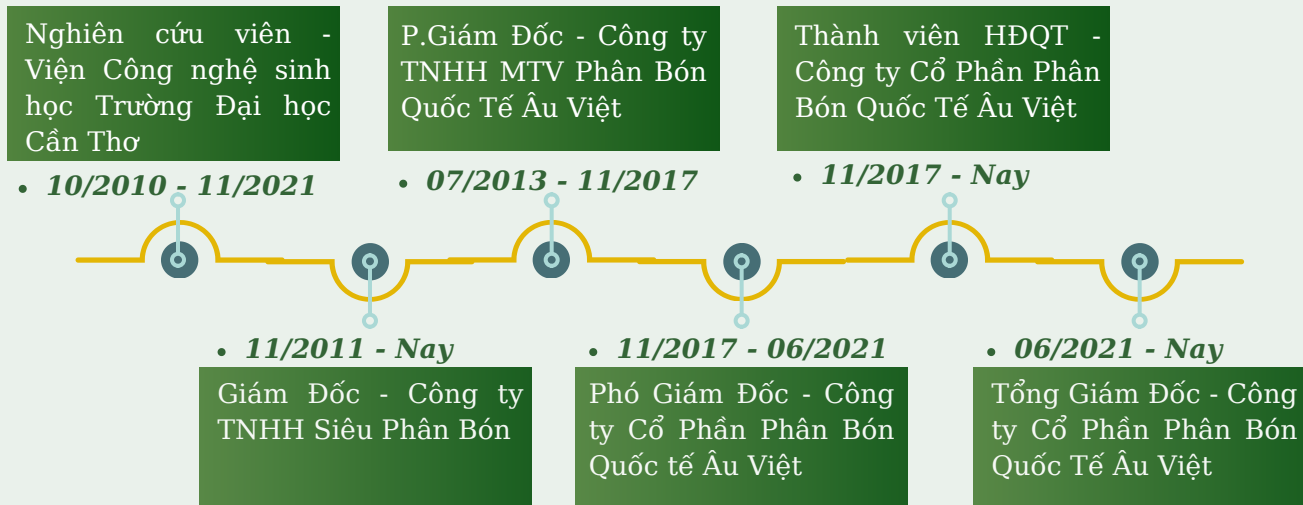 Nghiên cứu viên -
Viện Công nghệ sinh
học Trường Đại học
Cần Thơ
• 10/2010 - 11/2021
P.Giám Đốc - Công ty
TNHH MTV Phân Bón
Quốc Tế Âu Việt
• 07/2013 - 11/2017
Thành viên HĐQT -
Công ty Cổ Phần Phân
Bón Quốc Tế Âu Việt
• 11/2017 - Nay
• 11/2011 - Nay
Giám Đốc - Công ty
TNHH Siêu Phân Bón
• 11/2017 - 06/2021
Phó Giám Đốc - Công
ty Cổ Phần Phân Bón
Quốc tế Âu Việt
• 06/2021 - Nay
Tổng Giám Đốc - Công
ty Cổ Phần Phân Bón
Quốc Tế Âu Việt